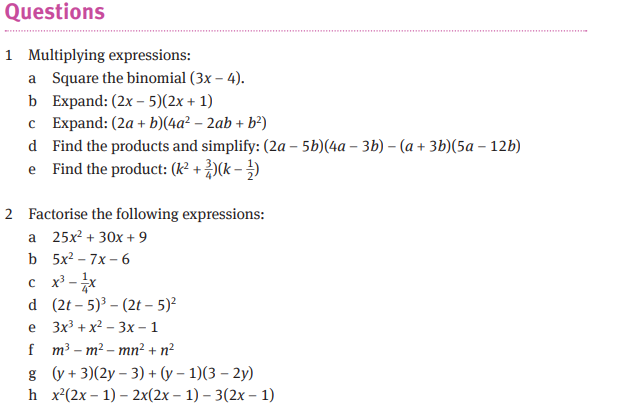 Questions
1 Multiplying expressions:
a Square the binomial (3x – 4).
b Expand: (2x – 5)(2x + 1)
c Expand: (2a + b)(4a² – 2ab + b²)
d Find the products and simplify: (2a – 5b)(4a – 3b) – (a + 3b)(5a – 12b)
e Find the product: (k² + 3/4)(k – 1/2)
2 Factorise the following expressions:
a 25x² + 30x + 9
b 5x² – 7x – 6
c x³ – 1/4x
d (2t – 5)³ – (2t – 5)²
e 3x³ + x² – 3x – 1
f m³ – m² – mn² + n²
g (y + 3)(2y – 3) + (y – 1)(3 – 2y)
h x²(2x – 1) – 2x(2x – 1) – 3(2x – 1)